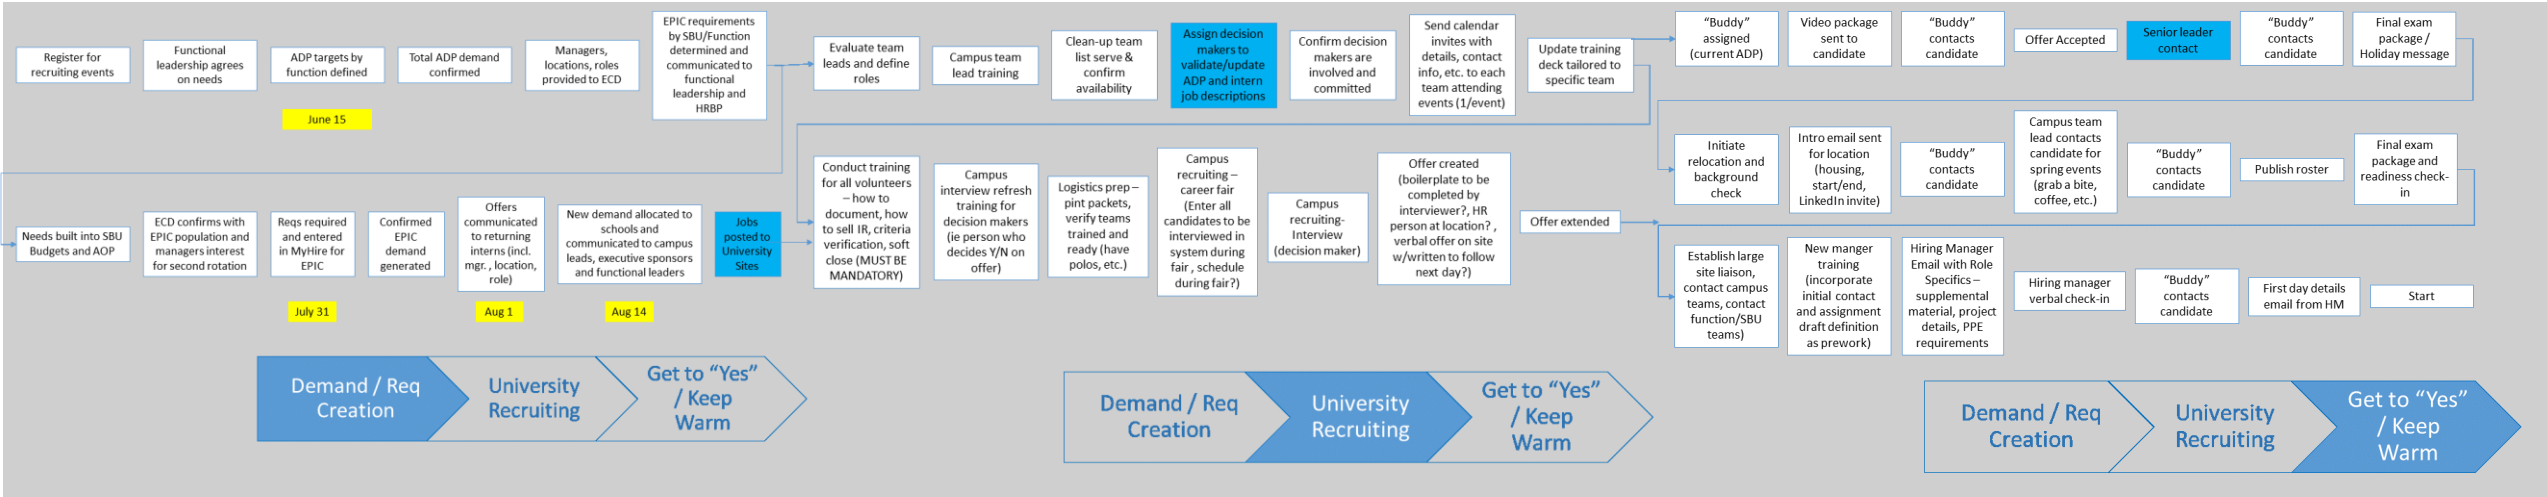 Register for
recruiting events
Functional
leadership agrees
on needs
ADP targets by
function defined
Total ADP demand
confirmed
Managers,
locations, roles
provided to ECD
EPIC requirements
by SBU/Function
determined and
communicated to
functional
leadership and
HRBP
June 15
Needs built into SBU
Budgets and AOP
ECD confirms with
EPIC population and
managers interest
for second rotation
Reqs required
and entered
in MyHire for
EPIC
Confirmed
EPIC
demand
generated
Offers
communicated
to returning
interns (incl.
mgr. , location,
role)
New demand allocated to
schools and
communicated to campus
leads, executive sponsors
and functional leaders
Jobs
posted to
University
Sites
July 31
Aug 1
Aug 14
Demand / Req
Creation
University
Recruiting
Get to “Yes”
/ Keep
Warm
Evaluate team
leads and define
roles
Campus team
lead training
Clean-up team
list serve &
confirm
availability
Assign decision
makers to
validate/update
ADP and intern
job descriptions
Confirm decision
makers are
involved and
committed
Send calendar
invites with
details, contact
info, etc. to each
team attending
events (1/event)
Update training
deck tailored to
specific team
Conduct training
for all volunteers
– how to
document, how
to sell IR, criteria
verification, soft
close (MUST BE
MANDATORY)
Campus
interview refresh
training for
decision makers
(ie person who
decides Y/N on
offer)
Logistics prep –
pint packets,
verify teams
trained and
ready (have
polos, etc.)
Campus
recruiting –
career fair
(Enter all
candidates to be
interviewed in
system during
fair , schedule
during fair?)
Campus
recruiting-
Interview
(decision maker)
Offer created
(boilerplate to be
completed by
interviewer?, HR
person at location? ,
verbal offer on site
w/written to follow
next day?)
Offer extended
Demand / Req
Creation
University
Recruiting
Get to “Yes”
/ Keep
Warm
“Buddy”
assigned
(current ADP)
Video package
sent to
candidate
“Buddy”
contacts
candidate
Offer Accepted
Senior leader
contact
“Buddy”
contacts
candidate
Final exam
package /
Holiday message
Initiate
relocation and
background
check
Intro email sent
for location
(housing,
start/end,
LinkedIn invite)
“Buddy”
contacts
candidate
Campus team
lead contacts
candidate for
spring events
(grab a bite,
coffee, etc.)
“Buddy”
contacts
candidate
Publish roster
Final exam
package and
readiness check-
in
Establish large
site liaison,
contact campus
teams, contact
function/SBU
teams)
New manger
training
(incorporate
initial contact
and assignment
draft definition
as prework)
Hiring Manager
Email with Role
Specifics –
supplemental
material, project
details, PPE
requirements
Hiring manager
verbal check-in
“Buddy”
contacts
candidate
First day details
email from HM
Start
Demand / Req
Creation
University
Recruiting
Get to “Yes”
/ Keep
Warm